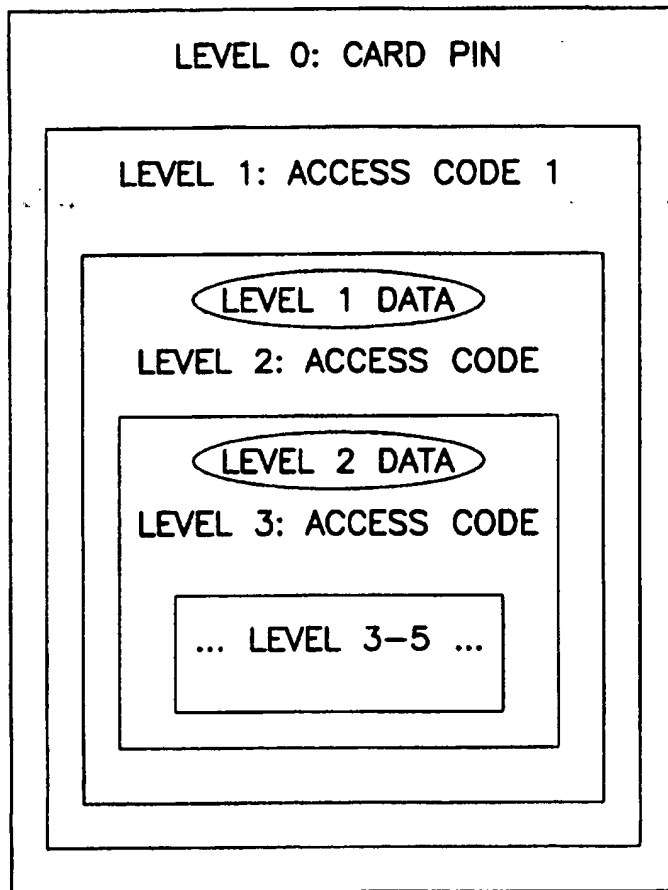 LEVEL 0: CARD PIN
LEVEL 1: ACCESS CODE 1
LEVEL 1 DATA
LEVEL 2: ACCESS CODE
LEVEL 2 DATA
LEVEL 3: ACCESS CODE
... LEVEL 3-5 ...